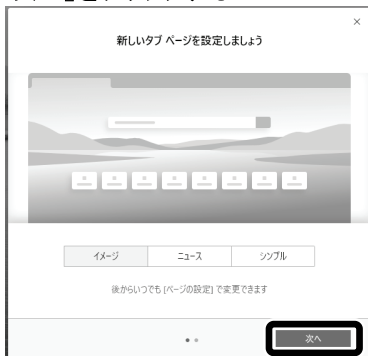 新しいタブ ページを設定しましょう
イメージ
ニュース
シンプル
後からいつでも [ページの設定] で変更できます
次へ